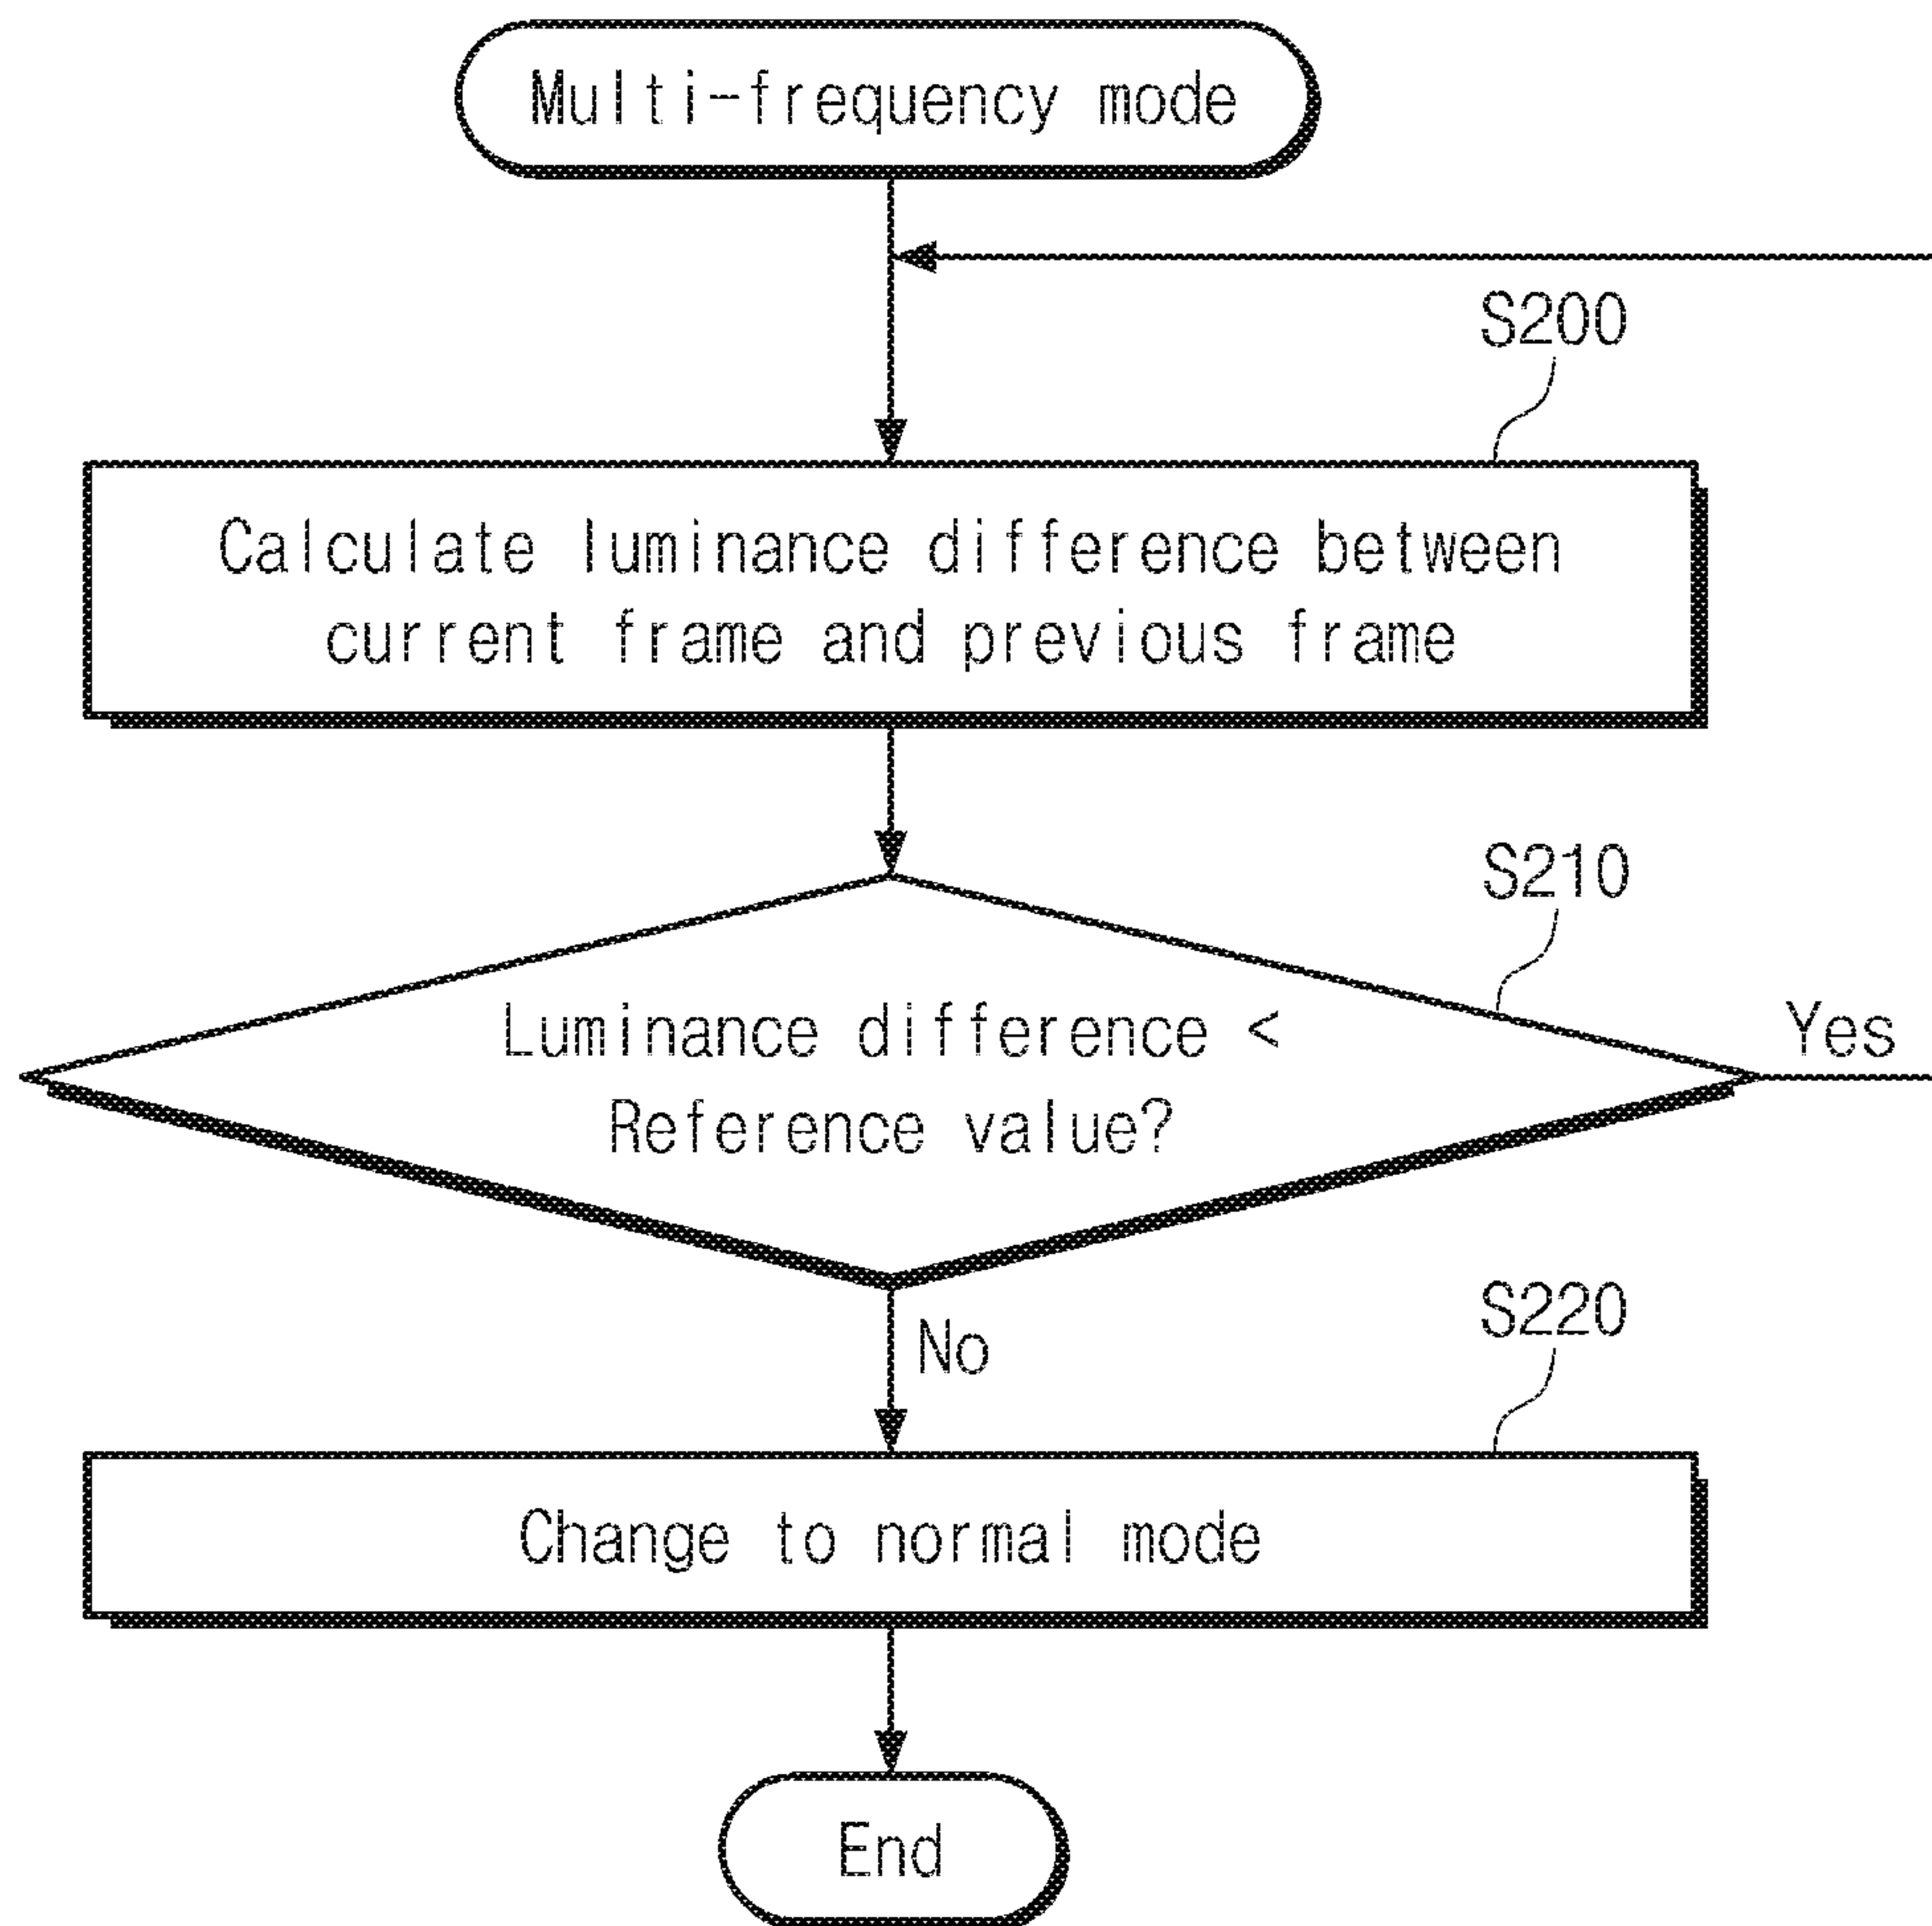 Multi-frequency mode
S200
Calculate luminance difference between
current frame and previous frame
S210
Luminance difference <
Reference value?
Yes
No
S220
Change to normal mode
End